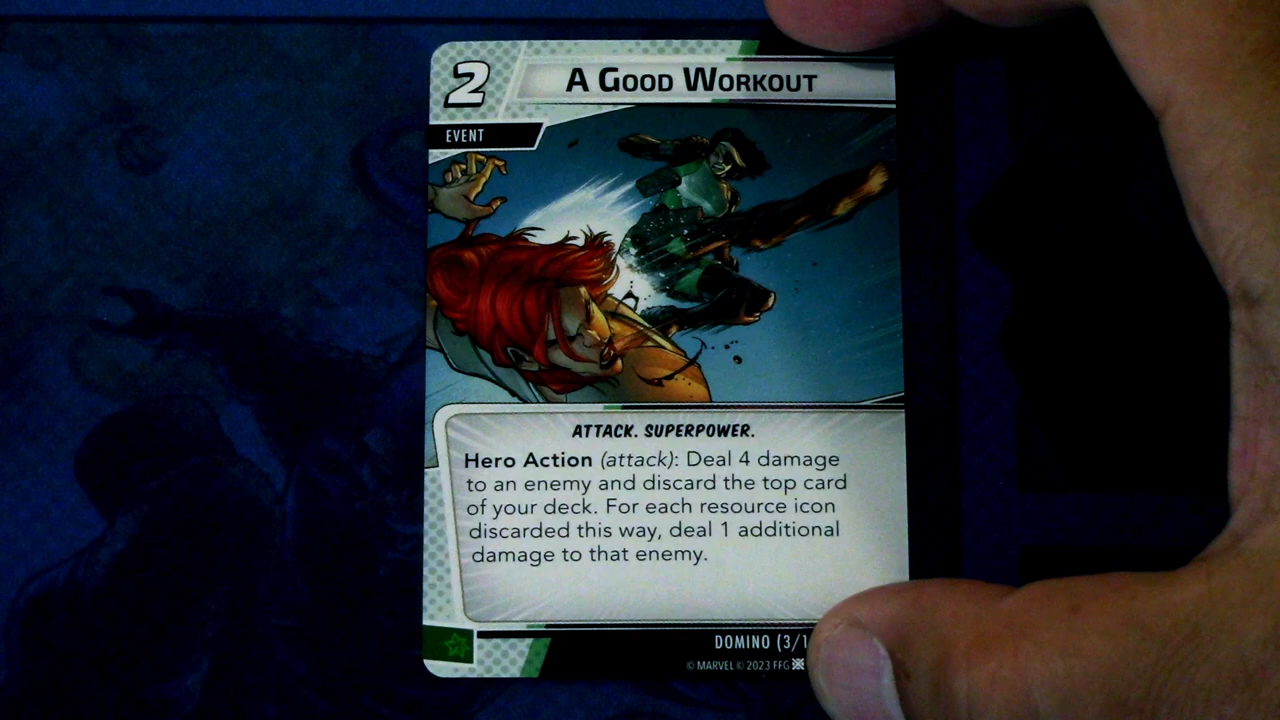 2
A GOOD WORKOUT
EVENT
ATTACK. SUPERPOWER.
Hero Action (attack): Deal 4 damage
to an enemy and discard the top card
of your deck. For each resource icon
discarded this way, deal 1 additional
damage to that enemy.
DOMINO (3/1
© MARVEL © 2023 FFG